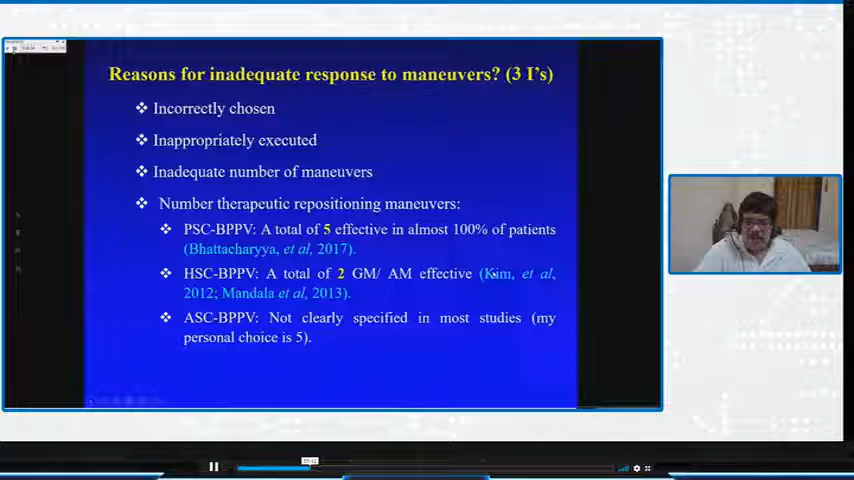 Reasons for inadequate response to maneuvers? (3 I's)
❖ Incorrectly chosen
❖ Inappropriately executed
❖ Inadequate number of maneuvers
❖ Number therapeutic repositioning maneuvers:
❖ PSC-BPPV: A total of 5 effective in almost 100% of patients
(Bhattacharyya, et al, 2017).
❖ HSC-BPPV: A total of 2 GM/ AM effective (Kim, et al,
2012; Mandala et al, 2013).
❖ ASC-BPPV: Not clearly specified in most studies (my
personal choice is 5).